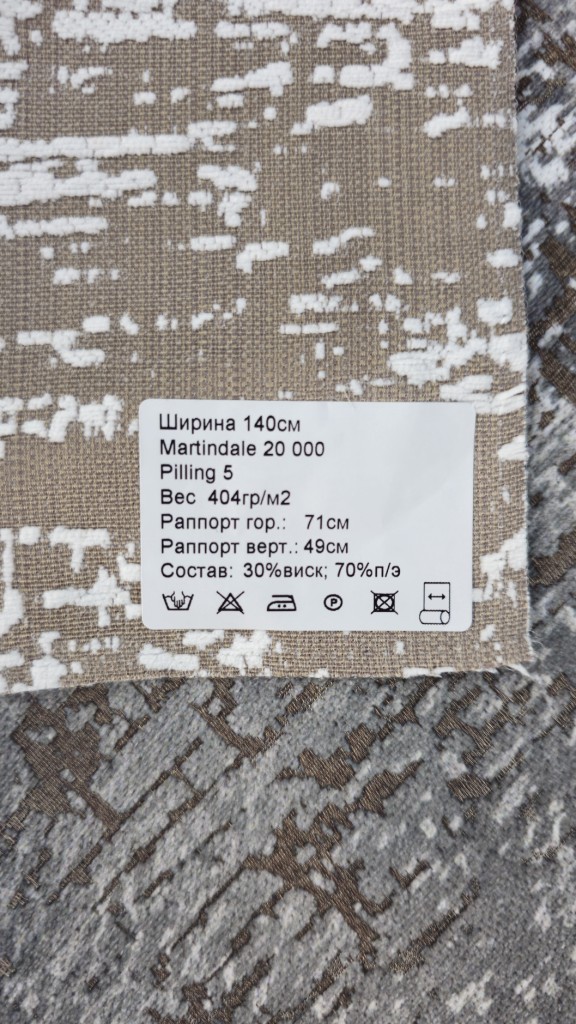 Ширина 140см
Martindale 20 000
Pilling 5
Вес 404гр/м2
Раппорт гор.: 71см
Раппорт верт.: 49см
Состав: 30%виск; 70%п/э
P